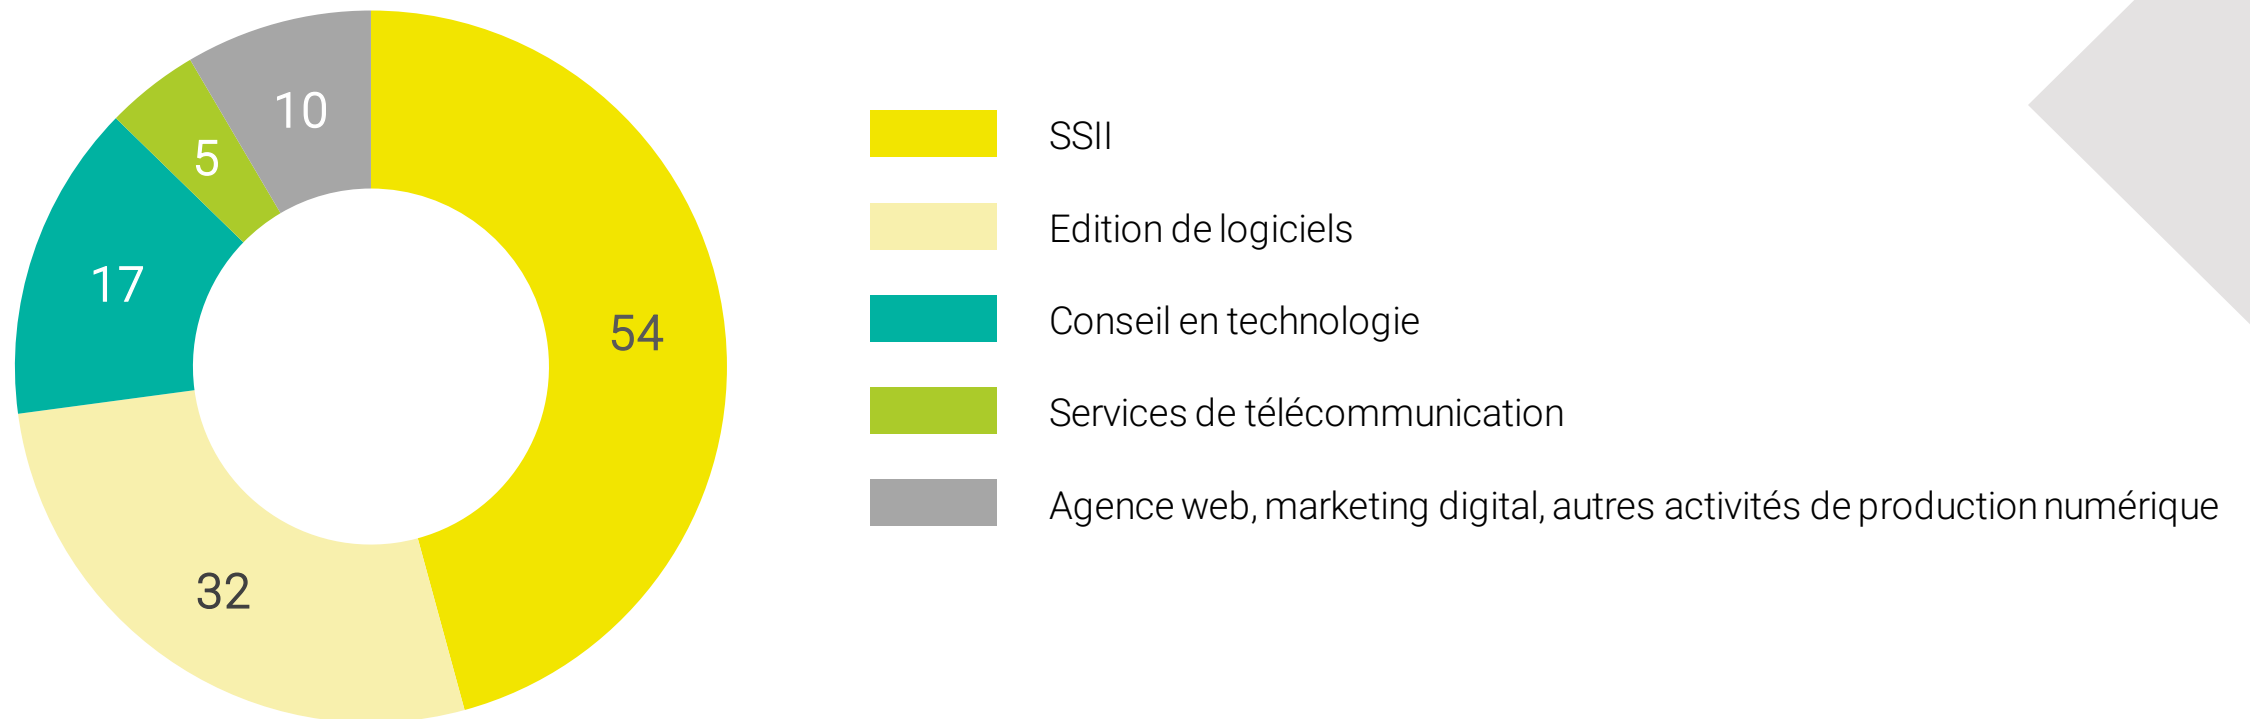 10
5
17
54
32
SSII
Edition de logiciels
Conseil en technologie
Services de télécommunication
Agence web, marketing digital, autres activités de production numérique